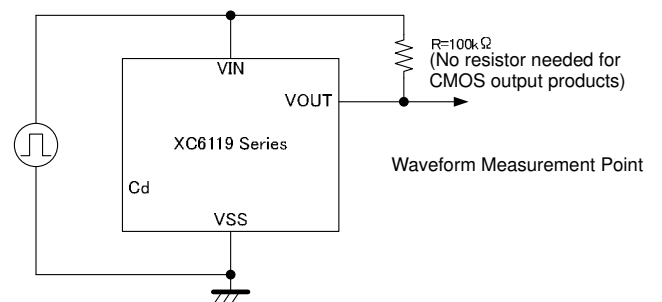 R=100kΩ
(No resistor needed for
CMOS output products)
VIN
VOUT
XC6119 Series
Waveform Measurement Point
Cd
VSS